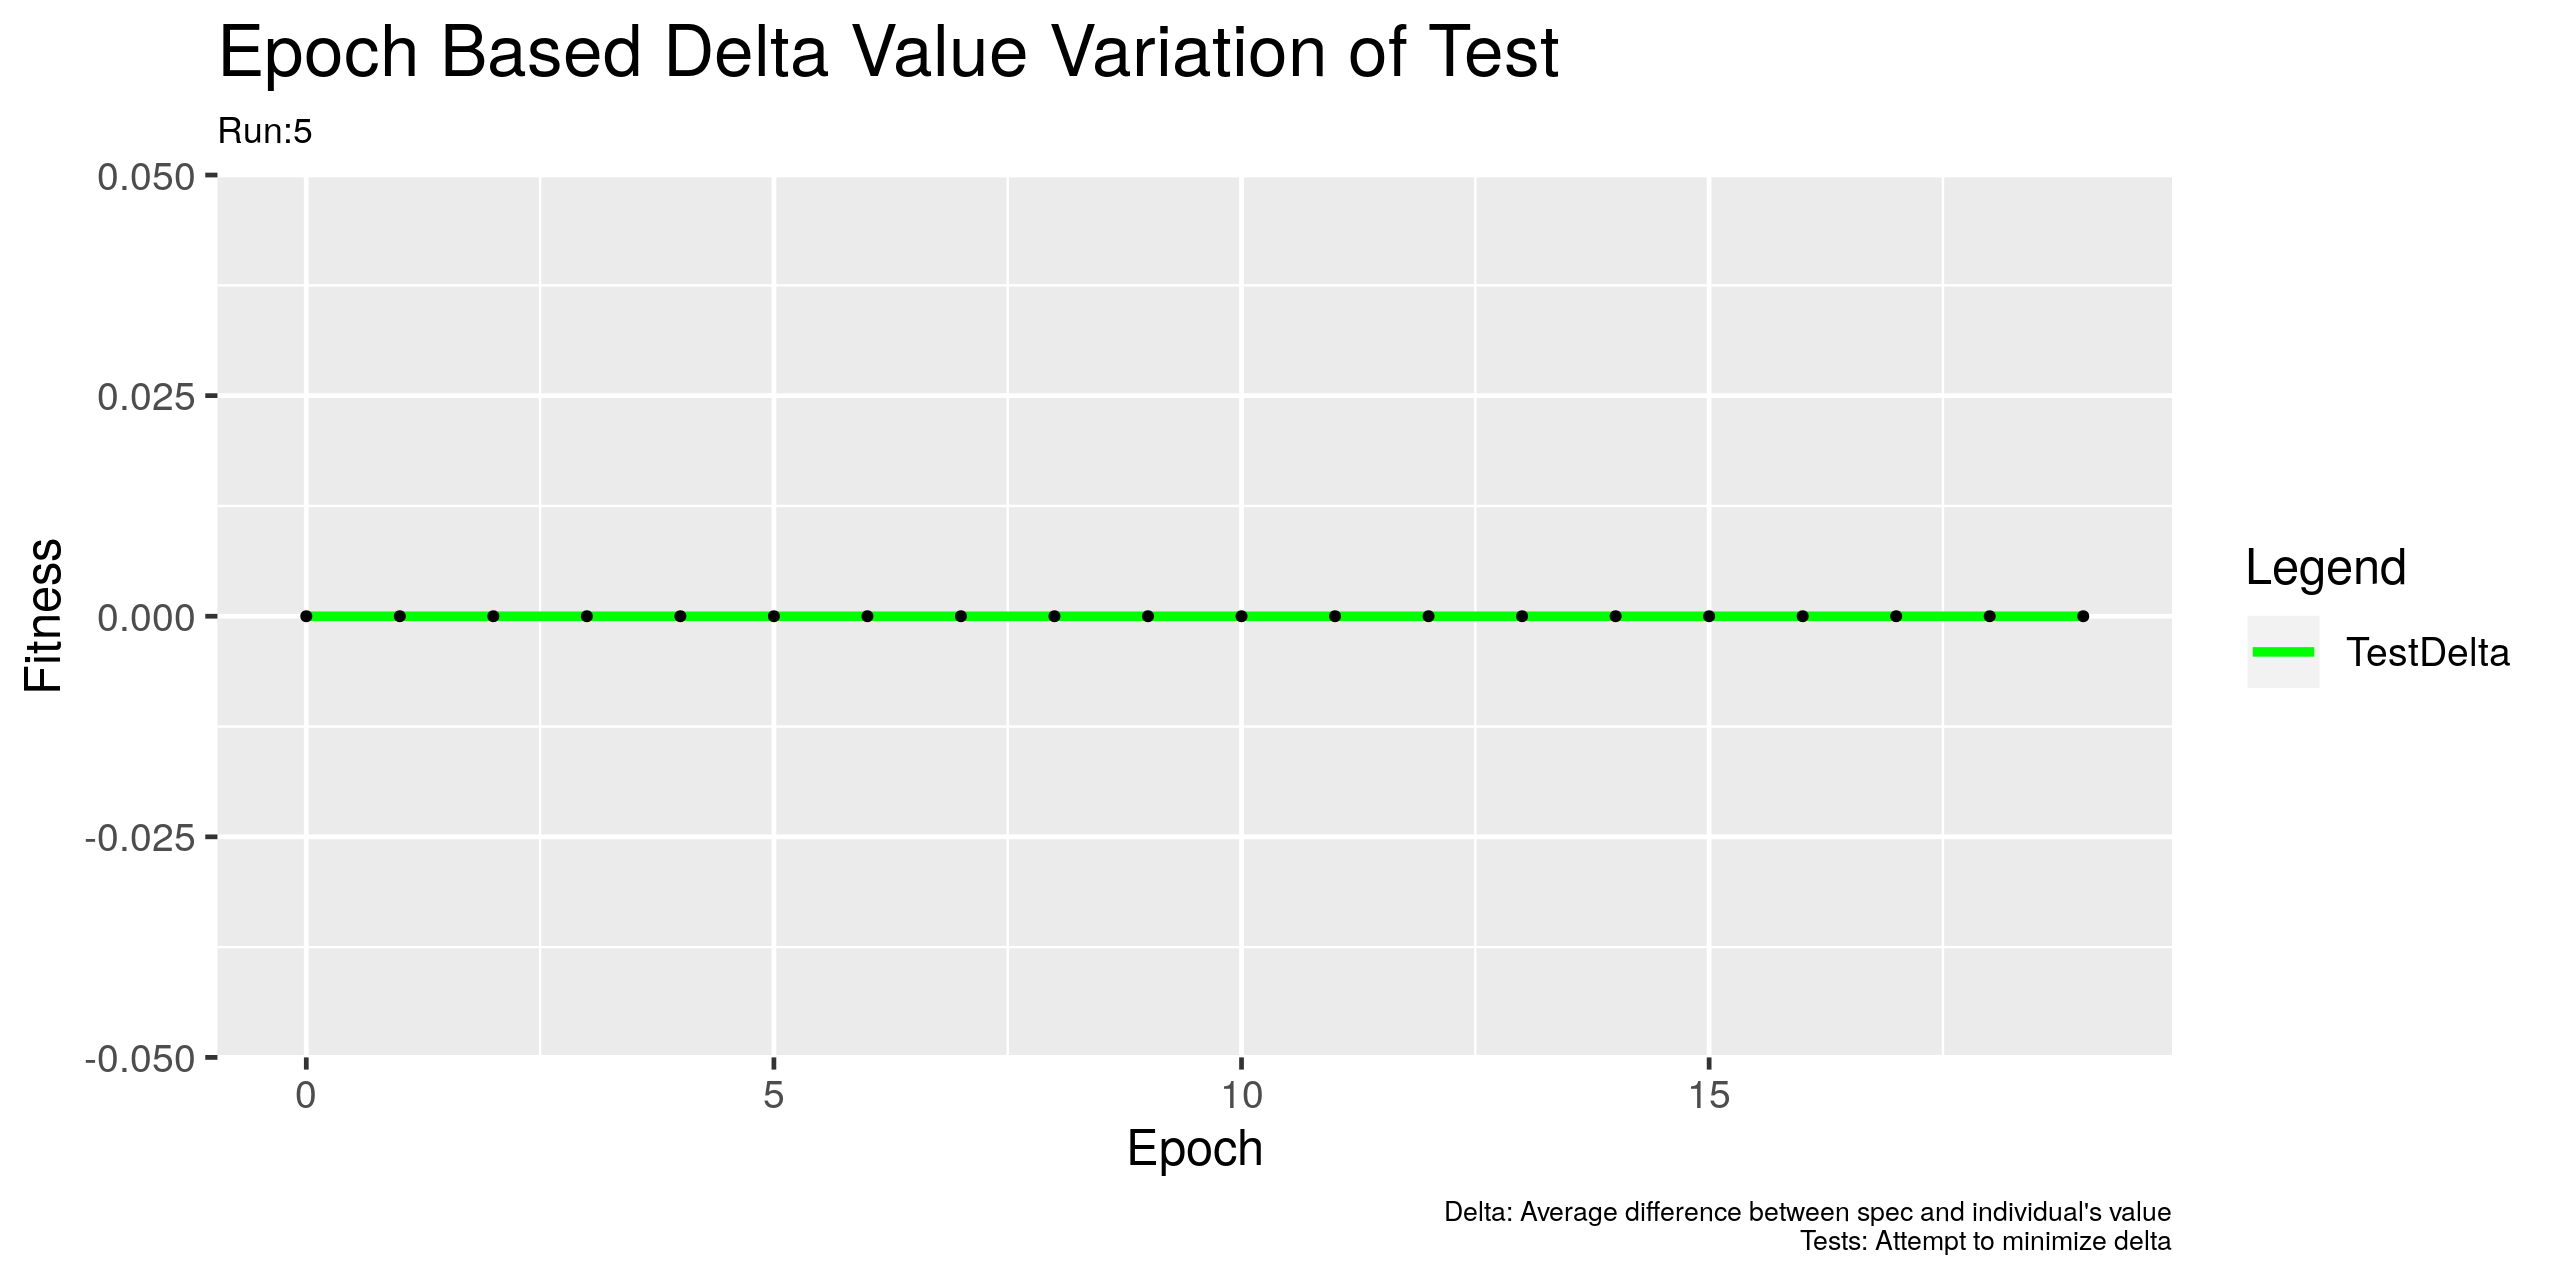 Epoch Based Delta Value Variation of Test
Run:5
0.050
0.025
0.000
-0.025
-0.050
Fitness
0 5 10 15
Epoch
Legend
TestDelta
Delta: Average difference between spec and individual's value
Tests: Attempt to minimize delta